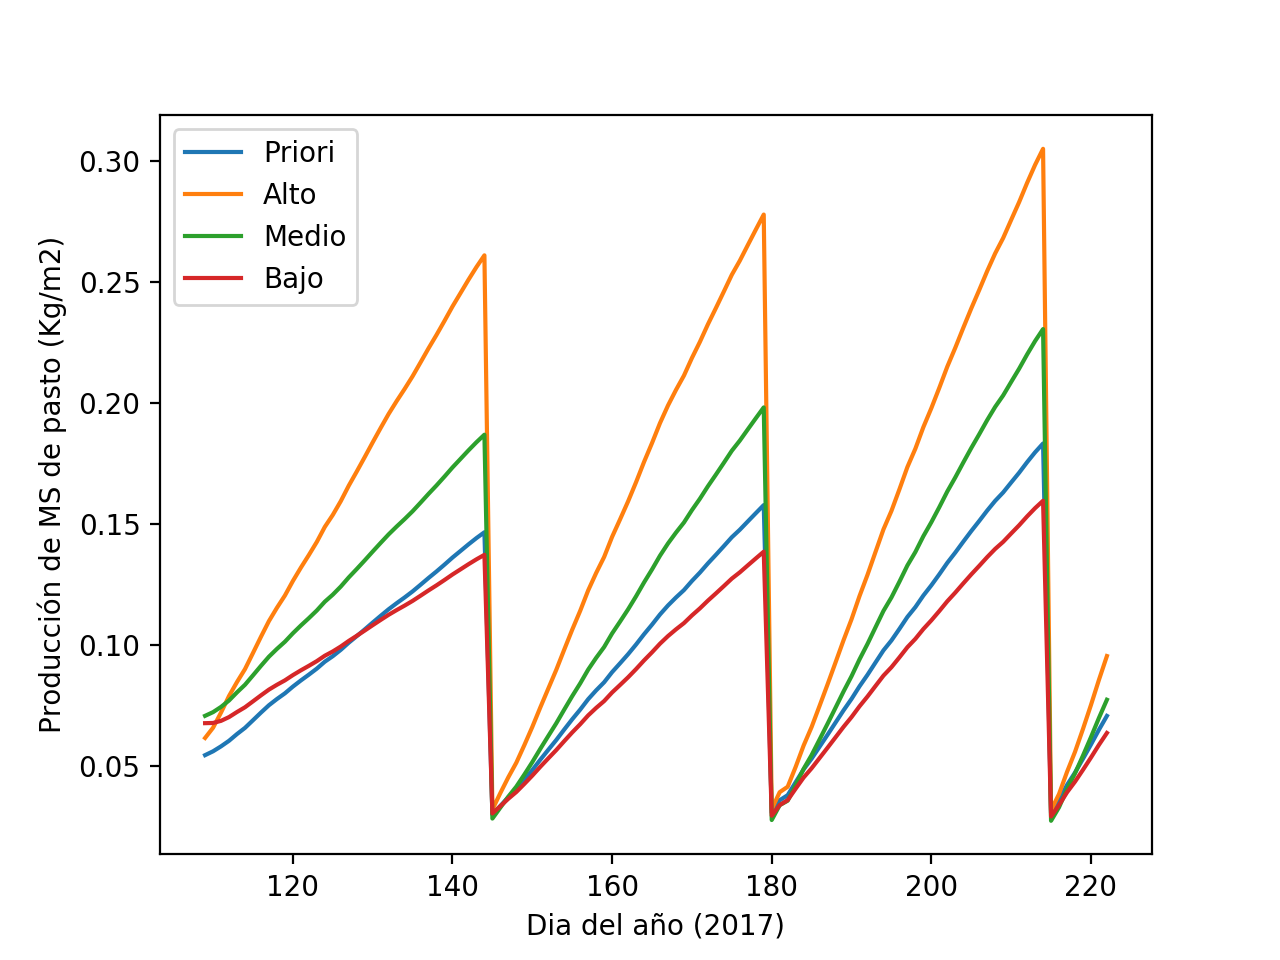 Priori
Alto
Medio
Bajo
Producción de MS de pasto (Kg/m2)
0.30
0.25
0.20
0.15
0.10
0.05
120 140 160 180 200 220
Dia del año (2017)